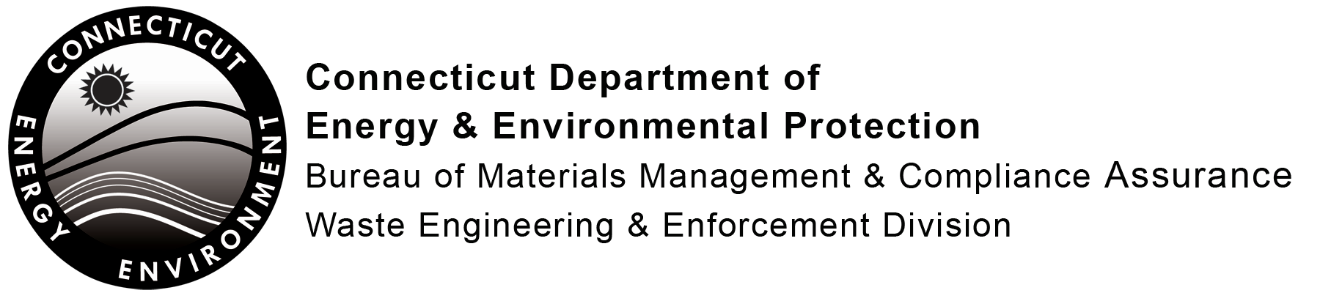 CONNECTICUT
ENERGY
ENVIRONMENT
Connecticut Department of
Energy & Environmental Protection
Bureau of Materials Management & Compliance Assurance
Waste Engineering & Enforcement Division